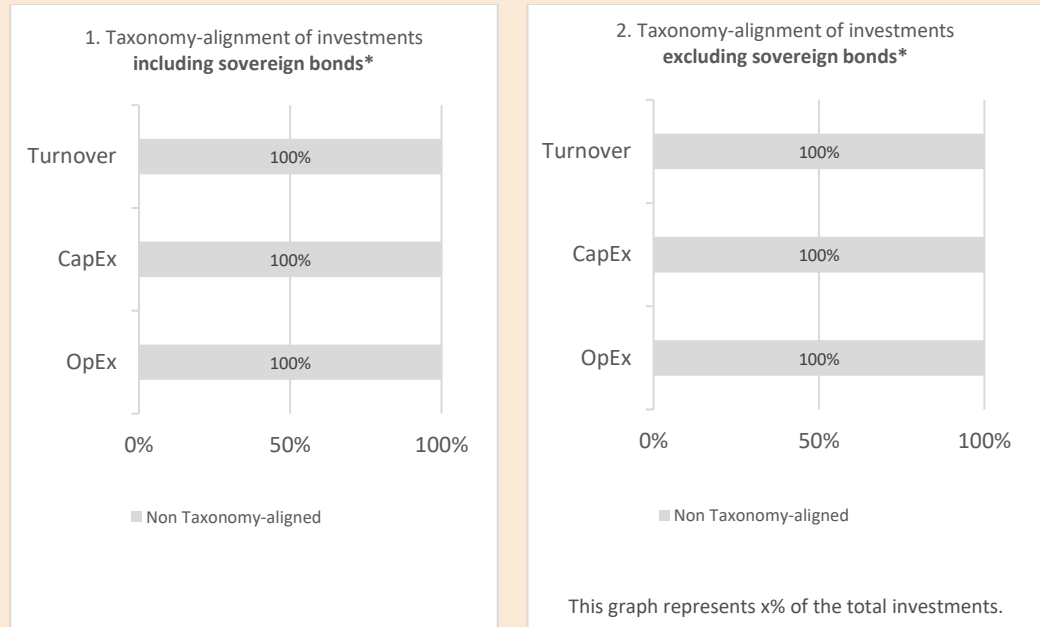 1. Taxonomy-alignment of investments
including sovereign bonds*
Turnover
100%
CapEx
100%
OpEx
100%
0%
50%
100%
Non Taxonomy-aligned
2. Taxonomy-alignment of investments
excluding sovereign bonds*
Turnover
100%
CapEx
100%
OpEx
100%
0%
50%
100%
Non Taxonomy-aligned
This graph represents x% of the total investments.